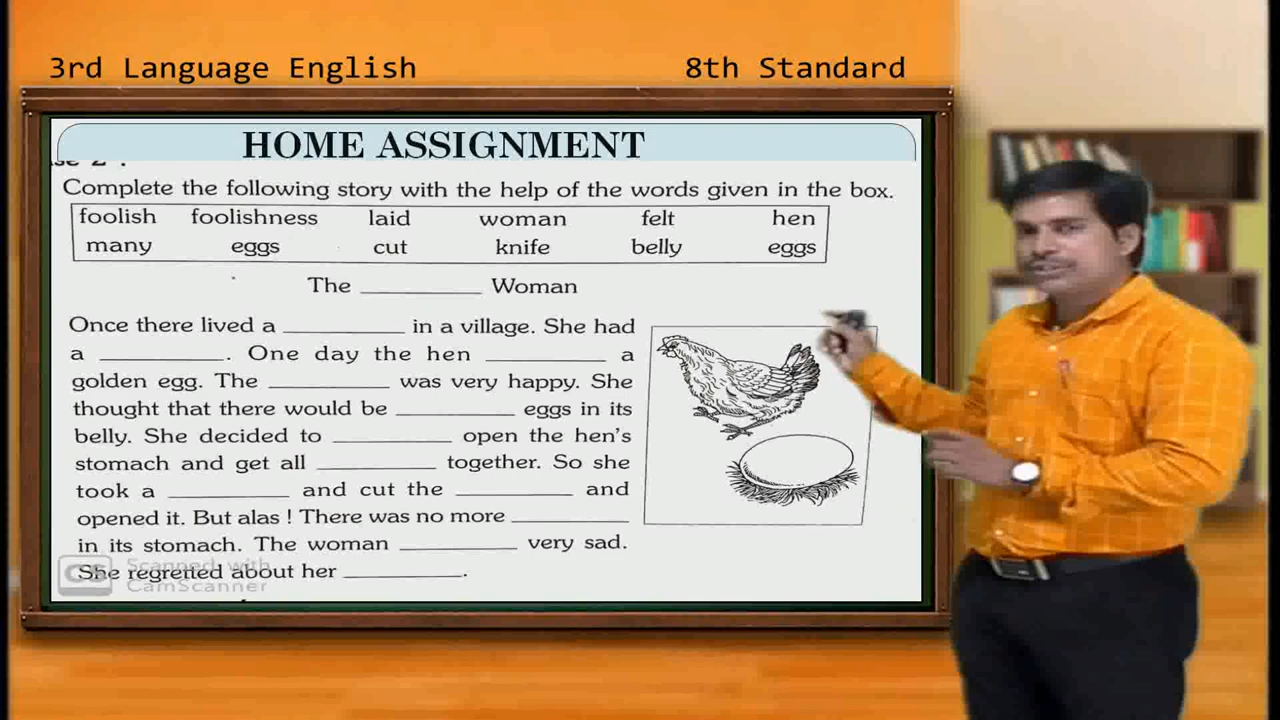 3rd Language English 8th Standard
HOME ASSIGNMENT
Complete the following story with the help of the words given in the box.
foolish foolishness laid woman felt hen
many eggs cut knife belly eggs
The __________ Woman
Once there lived a __________ in a village. She had
a __________. One day the hen __________ a
golden egg. The __________ was very happy. She
thought that there would be __________ eggs in its
belly. She decided to __________ open the hen's
stomach and get all __________ together. So she
took a __________ and cut the __________ and
opened it. But alas ! There was no more __________
in its stomach. The woman __________ very sad.
She regretted about her __________.
CS Scanned with
CamScanner